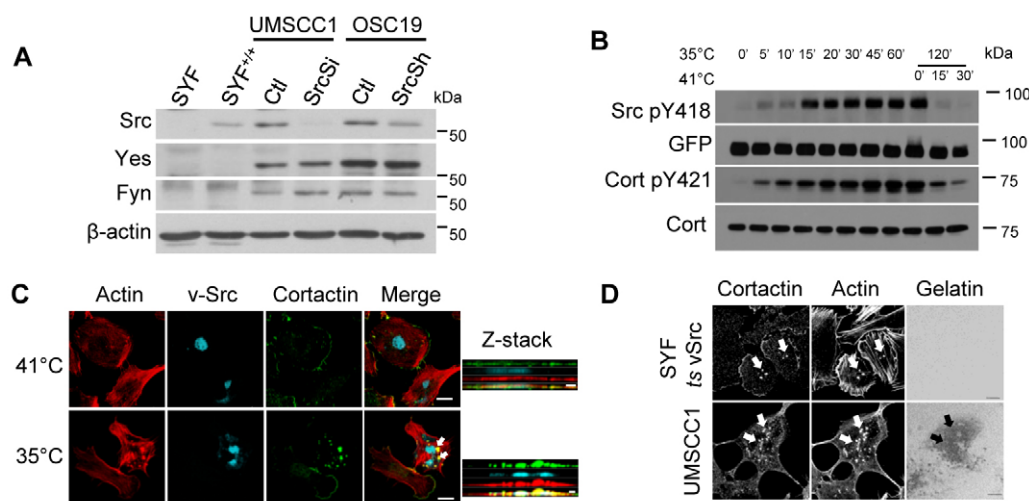 A
UMSCC1 OSC19
SYF SYF+/+ Ctl SrcSi Ctl SrcSh kDa
Src 50
Yes 50
Fyn 50
β-actin 50
B
35°C 0' 5' 10' 15' 20' 30' 45' 60' 120' kDa
41°C 0' 15' 30'
Src pY418 100
GFP 100
Cort pY421 75
Cort 75
C
Actin v-Src Cortactin Merge
Z-stack
41°C
35°C
D
Cortactin Actin Gelatin
SYF
ts vSrc
UMSCC1